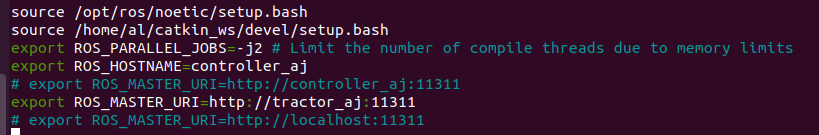 source /opt/ros/noetic/setup.bash
source /home/al/catkin_ws/devel/setup.bash
export ROS_PARALLEL_JOBS=-j2 # Limit the number of compile threads due to memory limits
export ROS_HOSTNAME=controller_aj
# export ROS_MASTER_URI=http://controller_aj:11311
export ROS_MASTER_URI=http://tractor_aj:11311
# export ROS_MASTER_URI=http://localhost:11311